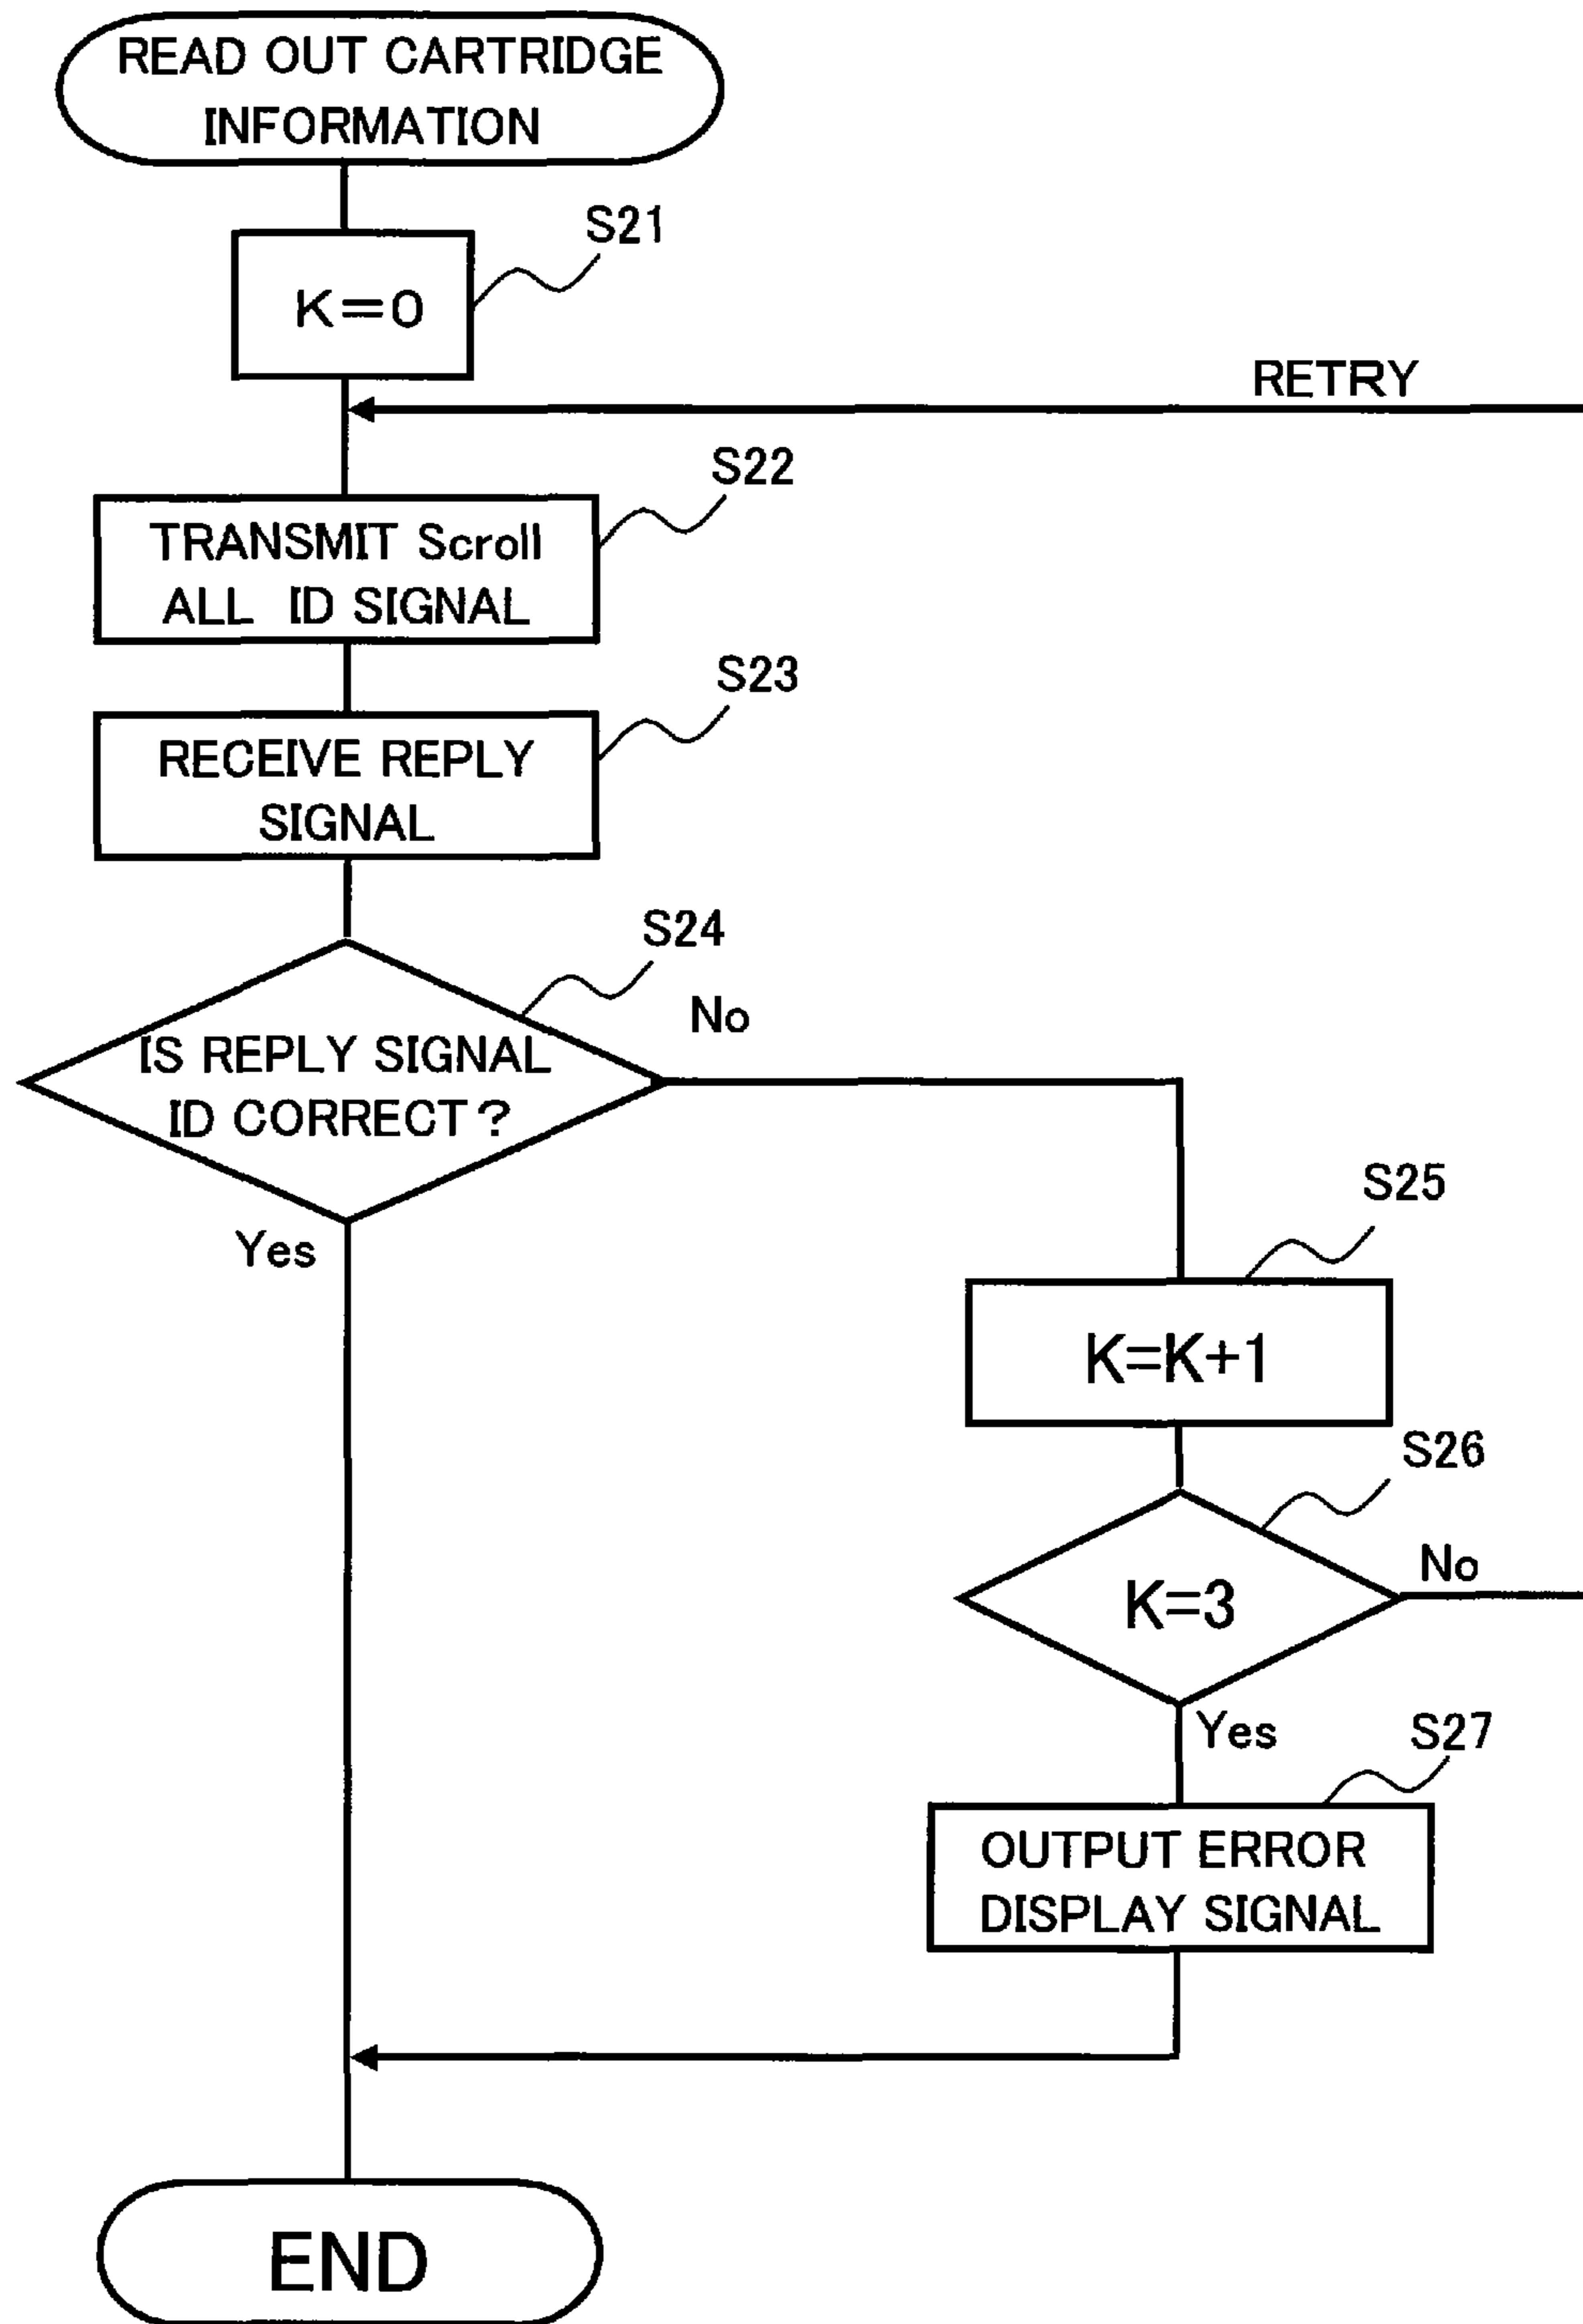 READ OUT CARTRIDGE
INFORMATION
S21
K=0
RETRY
S22
TRANSMIT Scroll
ALL ID SIGNAL
S23
RECEIVE REPLY
SIGNAL
S24
No
IS REPLY SIGNAL
ID CORRECT?
Yes
S25
K=K+1
S26
No
K=3
Yes
S27
OUTPUT ERROR
DISPLAY SIGNAL
END